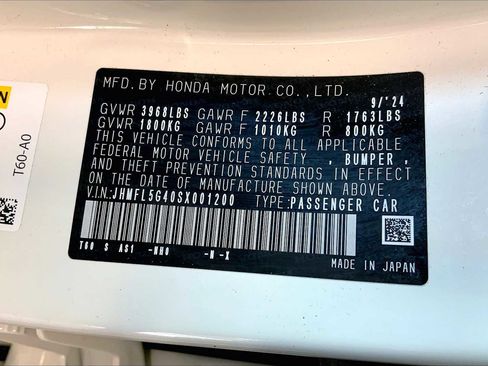 MFD. BY HONDA MOTOR.CO.,LTD.
9/'24
GVWR 3968LBS GAWR F 2226LBS R 1763LBS
GVWR 1800KG GAWR F 1010KG R 800KG
THIS VEHICLE CONFORMS TO ALL APPLICABLE
FEDERAL MOTOR VEHICLE SAFETY , BUMPER ,
AND THEFT PREVENTION STANDARDS IN EFFECT
ON THE DATE OF MANUFACTURE SHOWN ABOVE.
V.I.N.: JHMFL5G40SX001200 TYPE:PASSENGER CAR
T60 S AS1 -NH0 -N -X
MADE IN JAPAN
T60-A0